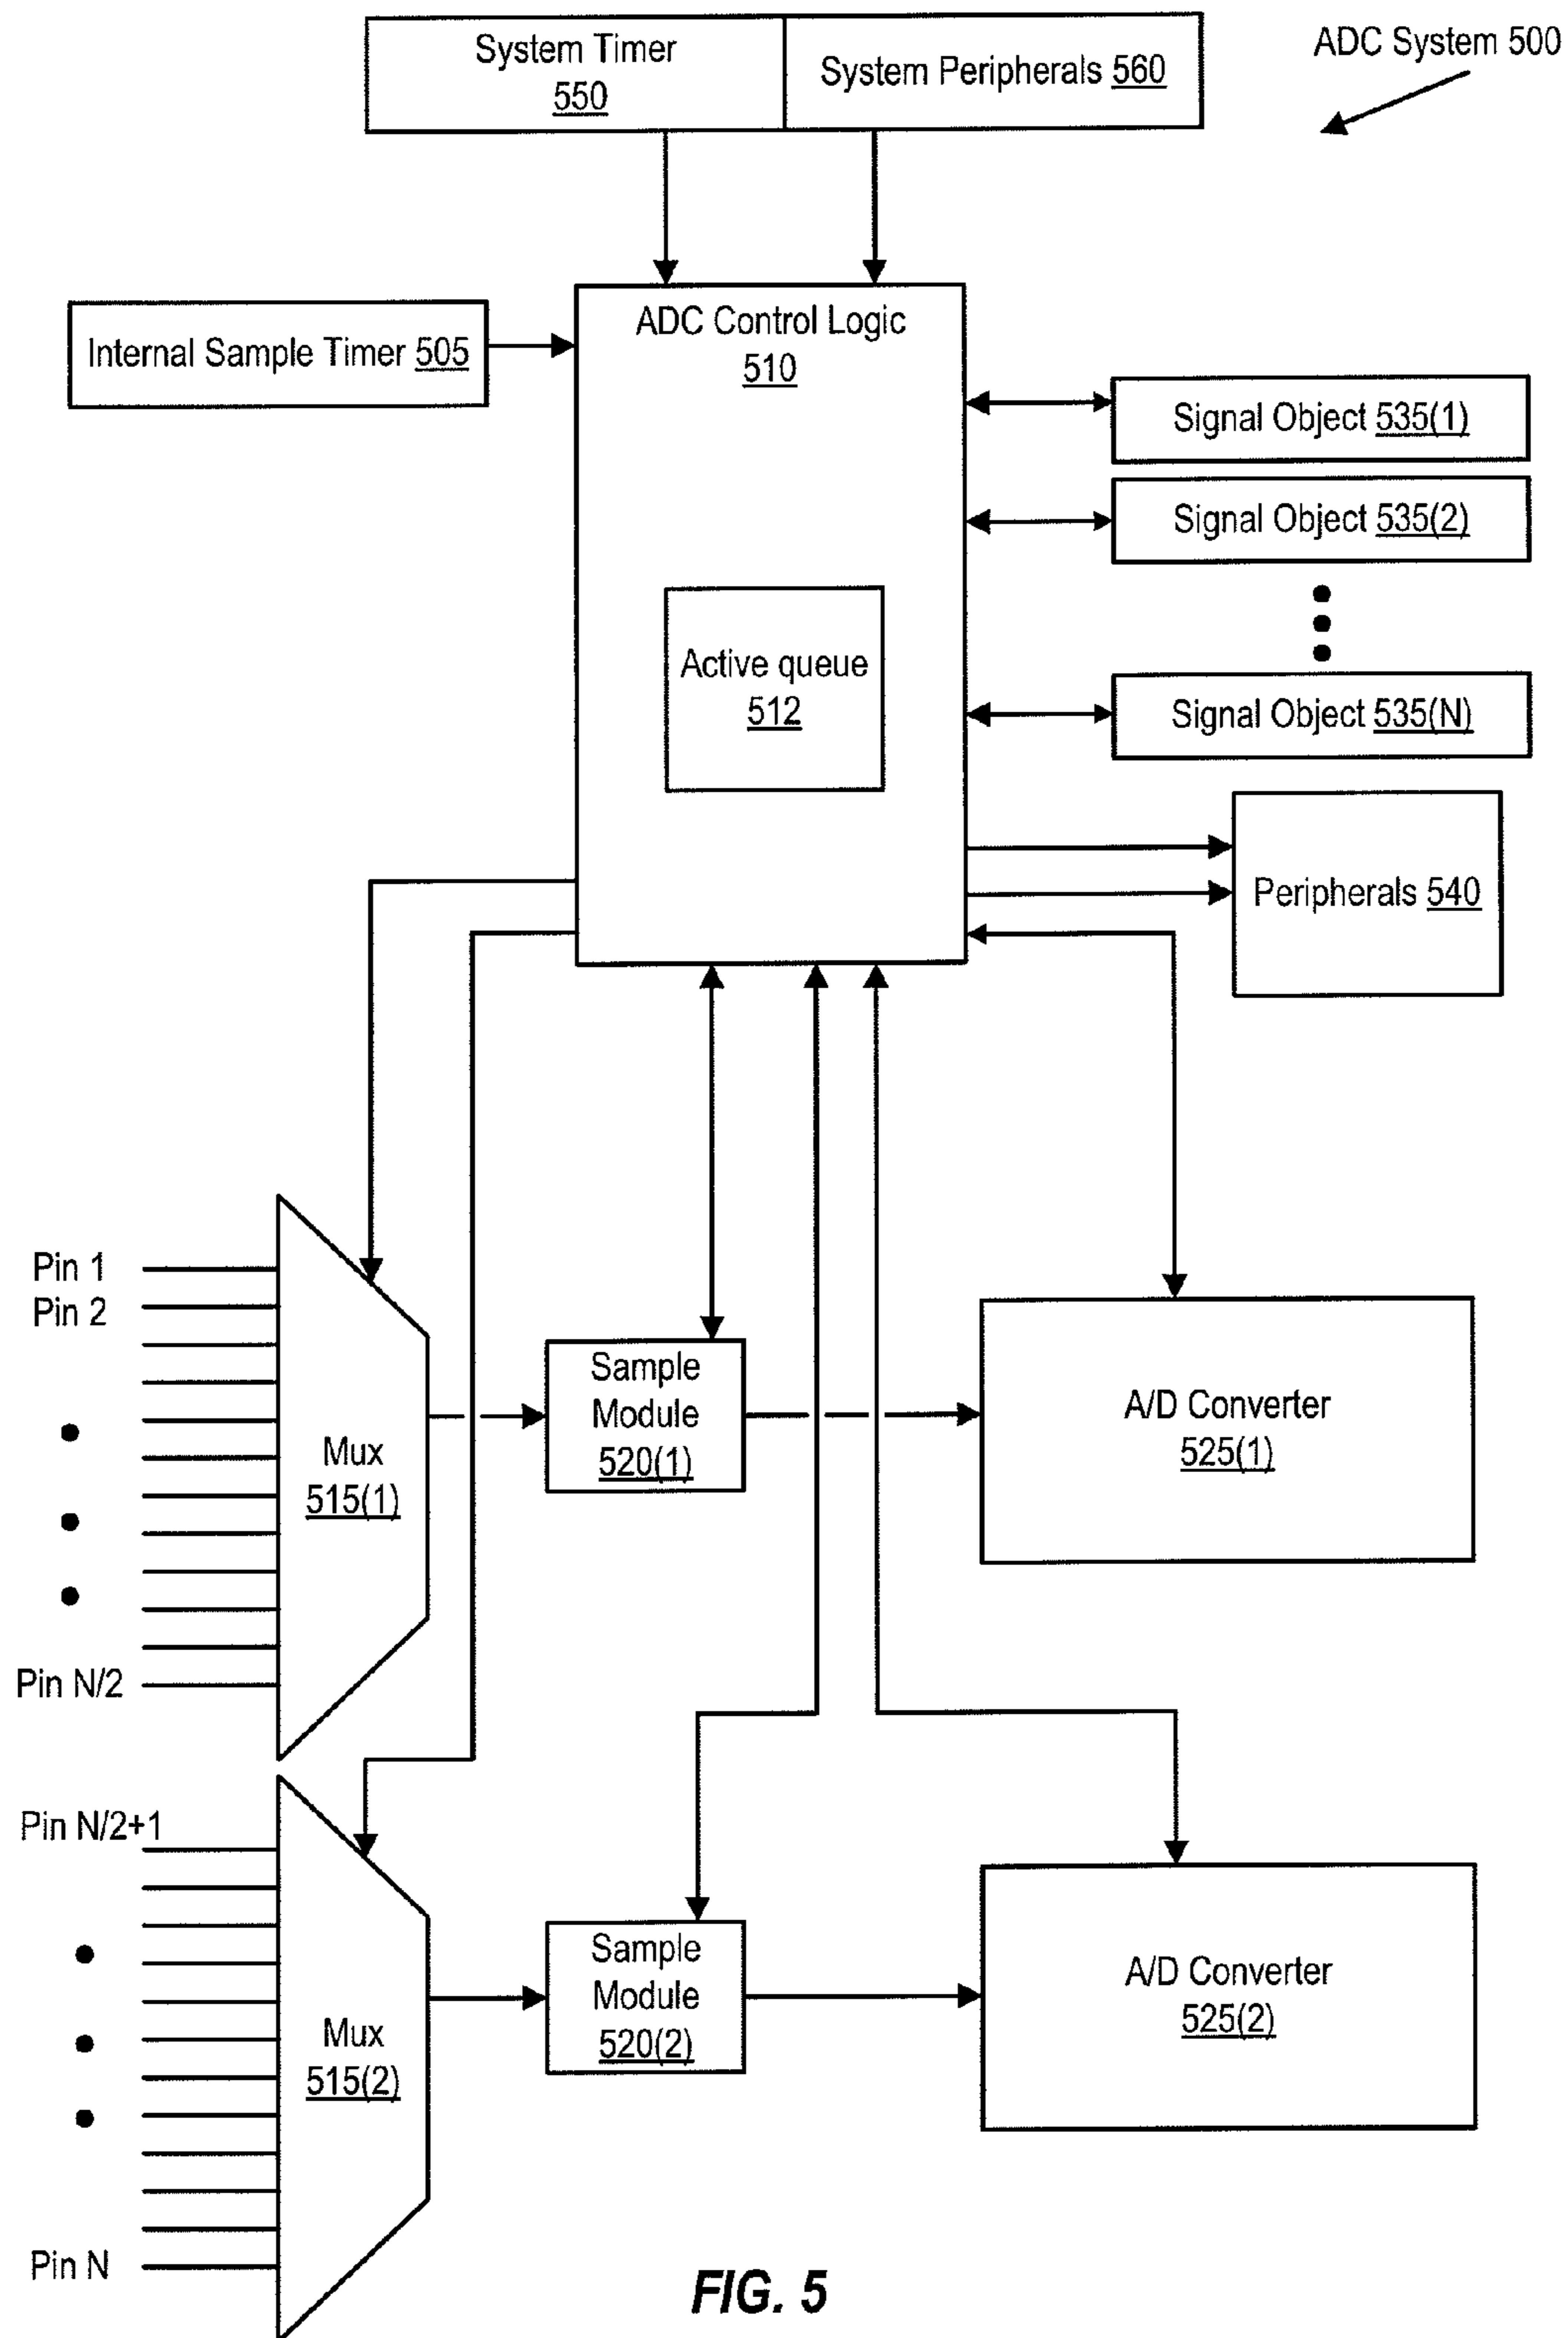 ADC System 500
System Timer
550
System Peripherals 560
Internal Sample Timer 505
ADC Control Logic
510
Signal Object 535(1)
Signal Object 535(2)
Active queue
512
Signal Object 535(N)
Peripherals 540
Pin 1
Pin 2
Pin N/2
Mux
515(1)
Sample
Module
520(1)
A/D Converter
525(1)
Pin N/2+1
Pin N
Mux
515(2)
Sample
Module
520(2)
A/D Converter
525(2)
FIG. 5